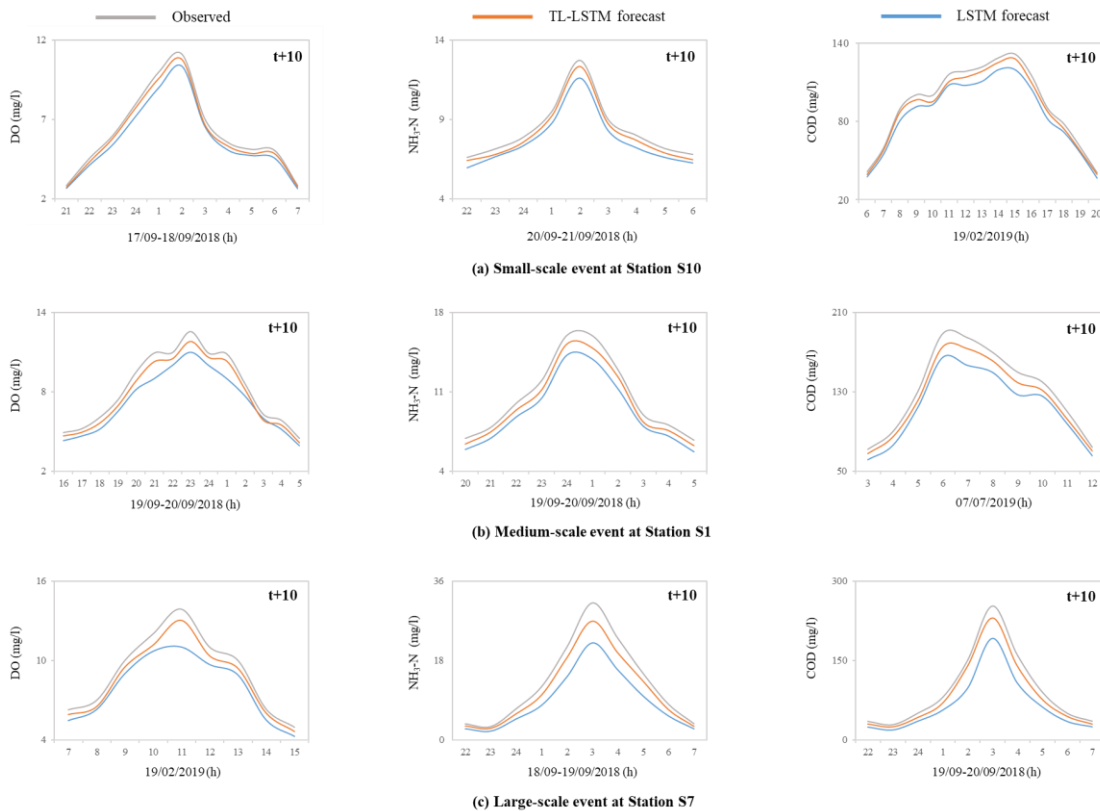 Observed TL-LSTM forecast LSTM forecast
12 t+10
DO (mg/l)
2
21 22 23 24 1 2 3 4 5 6 7
17/09-18/09/2018 (h)
14 t+10
9
NH₃-N (mg/l)
4
22 23 24 1 2 3 4 5 6
20/09-21/09/2018 (h)
140 t+10
80
COD (mg/l)
20
6 7 8 9 10 11 12 13 14 15 16 17 18 19 20
19/02/2019 (h)
(a) Small-scale event at Station S10
14 t+10
8
DO (mg/l)
2
16 17 18 19 20 21 22 23 24 1 2 3 4 5
19/09-20/09/2018 (h)
18 t+10
11
NH₃-N (mg/l)
4
20 21 22 23 24 1 2 3 4 5
19/09-20/09/2018 (h)
210 t+10
130
COD (mg/l)
50
3 4 5 6 7 8 9 10 11 12
07/07/2019 (h)
(b) Medium-scale event at Station S1
16 t+10
10
DO (mg/l)
4
7 8 9 10 11 12 13 14 15
19/02/2019 (h)
36 t+10
18
NH₃-N (mg/l)
0
22 23 24 1 2 3 4 5 6 7
18/09-19/09/2018 (h)
300 t+10
150
COD (mg/l)
0
22 23 24 1 2 3 4 5 6 7
19/09-20/09/2018 (h)
(c) Large-scale event at Station S7